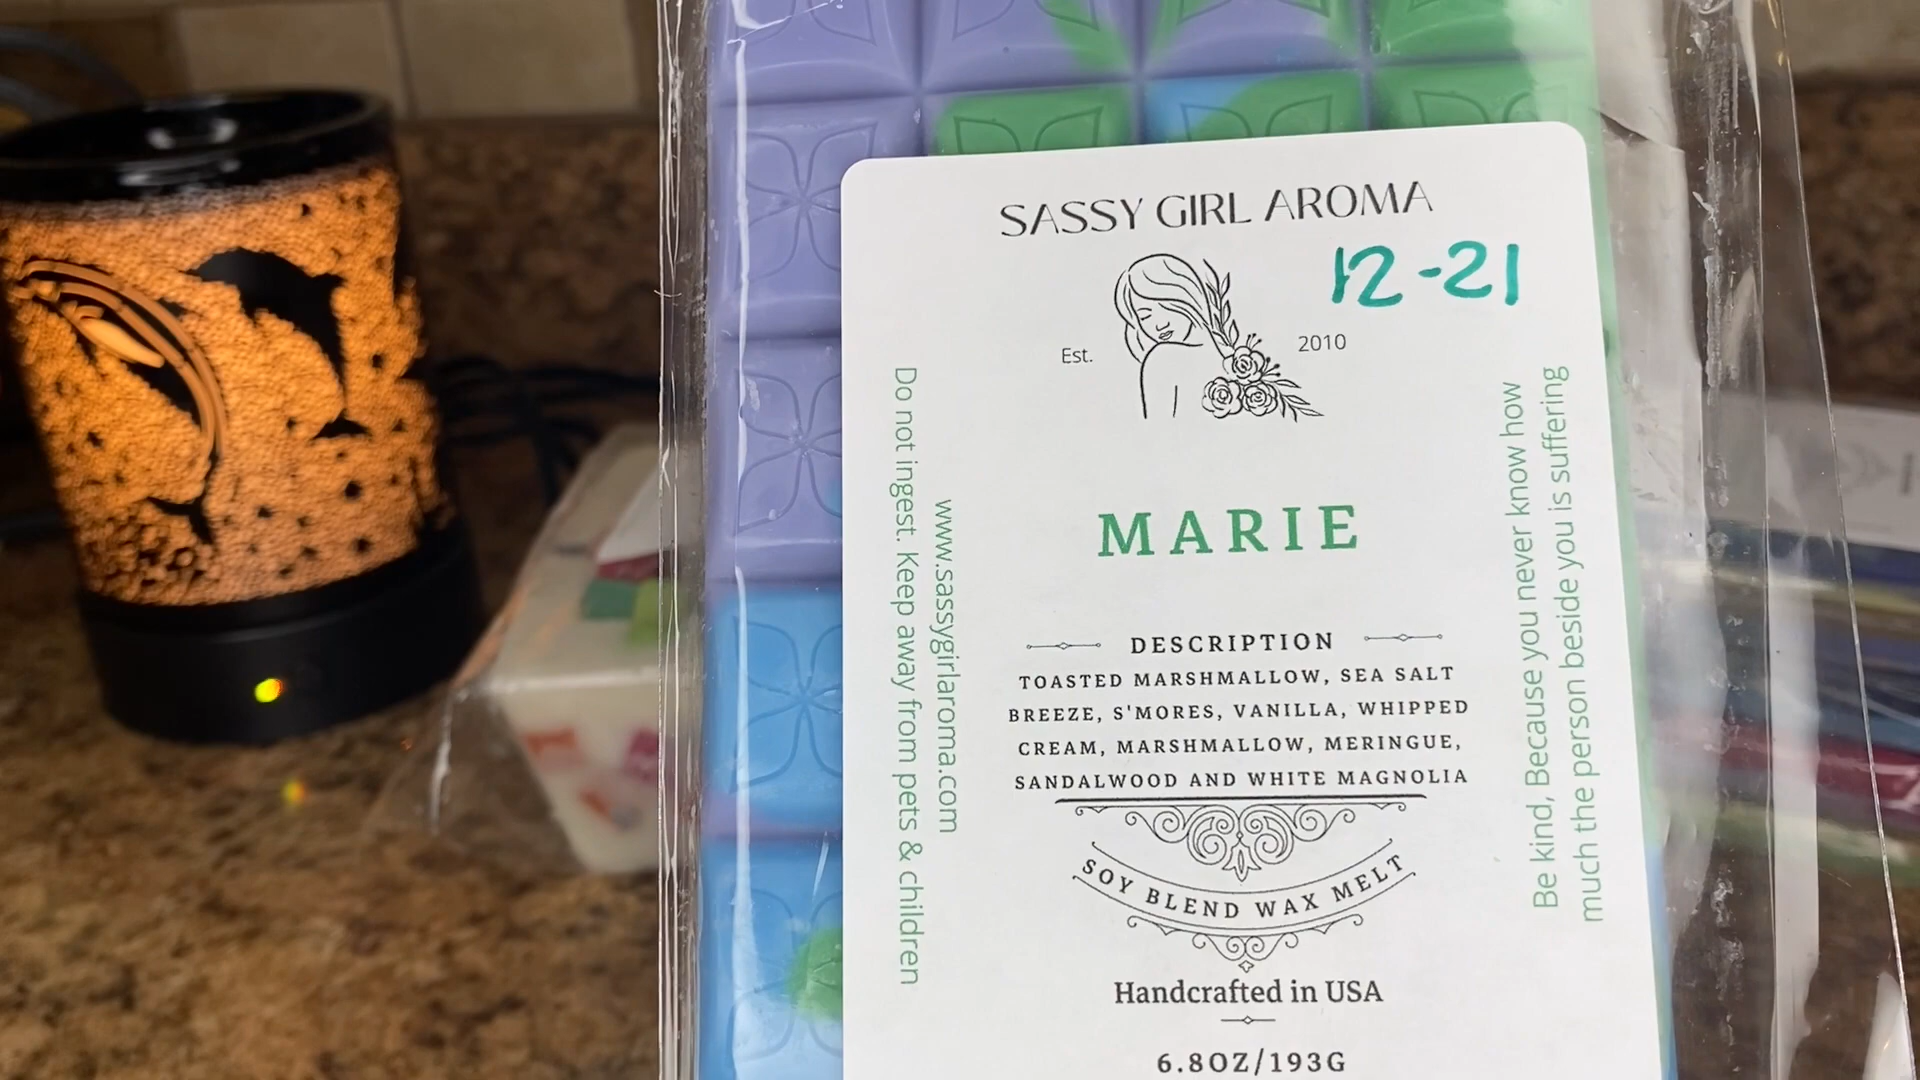 SASSY GIRL AROMA
12-21
Est.
2010
MARIE
DESCRIPTION
TOASTED MARSHMALLOW, SEA SALT
BREEZE, S'MORES, VANILLA, WHIPPED
CREAM, MARSHMALLOW, MERINGUE,
SANDALWOOD AND WHITE MAGNOLIA
SOY BLEND WAX MELT
Handcrafted in USA
6.8OZ/193G
www.sassygirlaroma.com
Do not ingest. Keep away from pets & children
Be kind, Because you never know how
much the person beside you is suffering